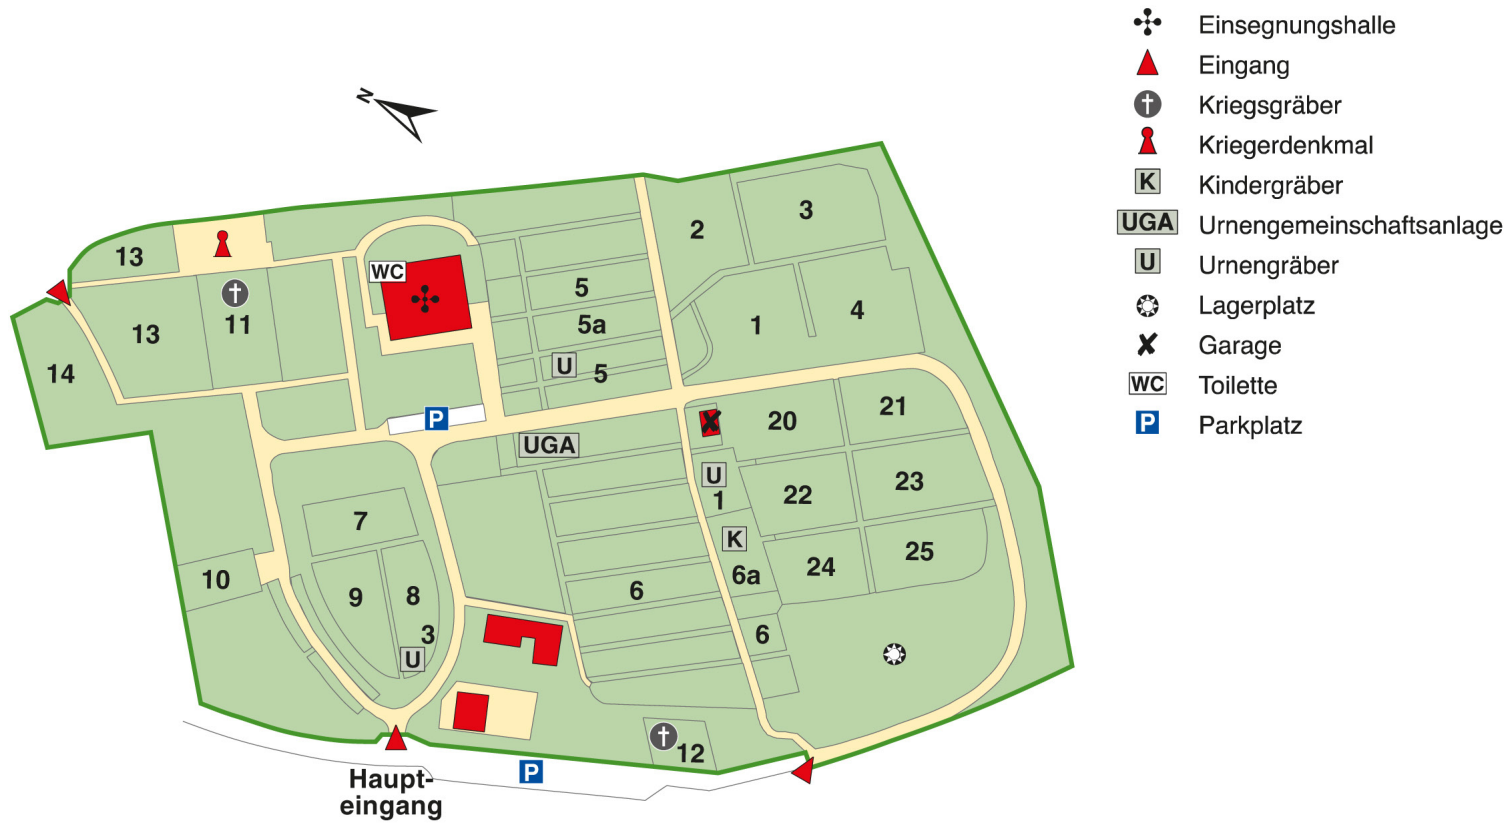 N
13
WC
2
3
5
5a
U
5
13
11
14
1
4
P
UGA
20
21
U
1
22
23
K
6a
24
25
7
10
9
8
3
U
6
6
12
P
Haupt-
eingang
Einsegnungshalle
Eingang
Kriegsgräber
Kriegerdenkmal
K Kindergräber
UGA Urnengemeinschaftsanlage
U Urnengräber
Lagerplatz
Garage
WC Toilette
P Parkplatz